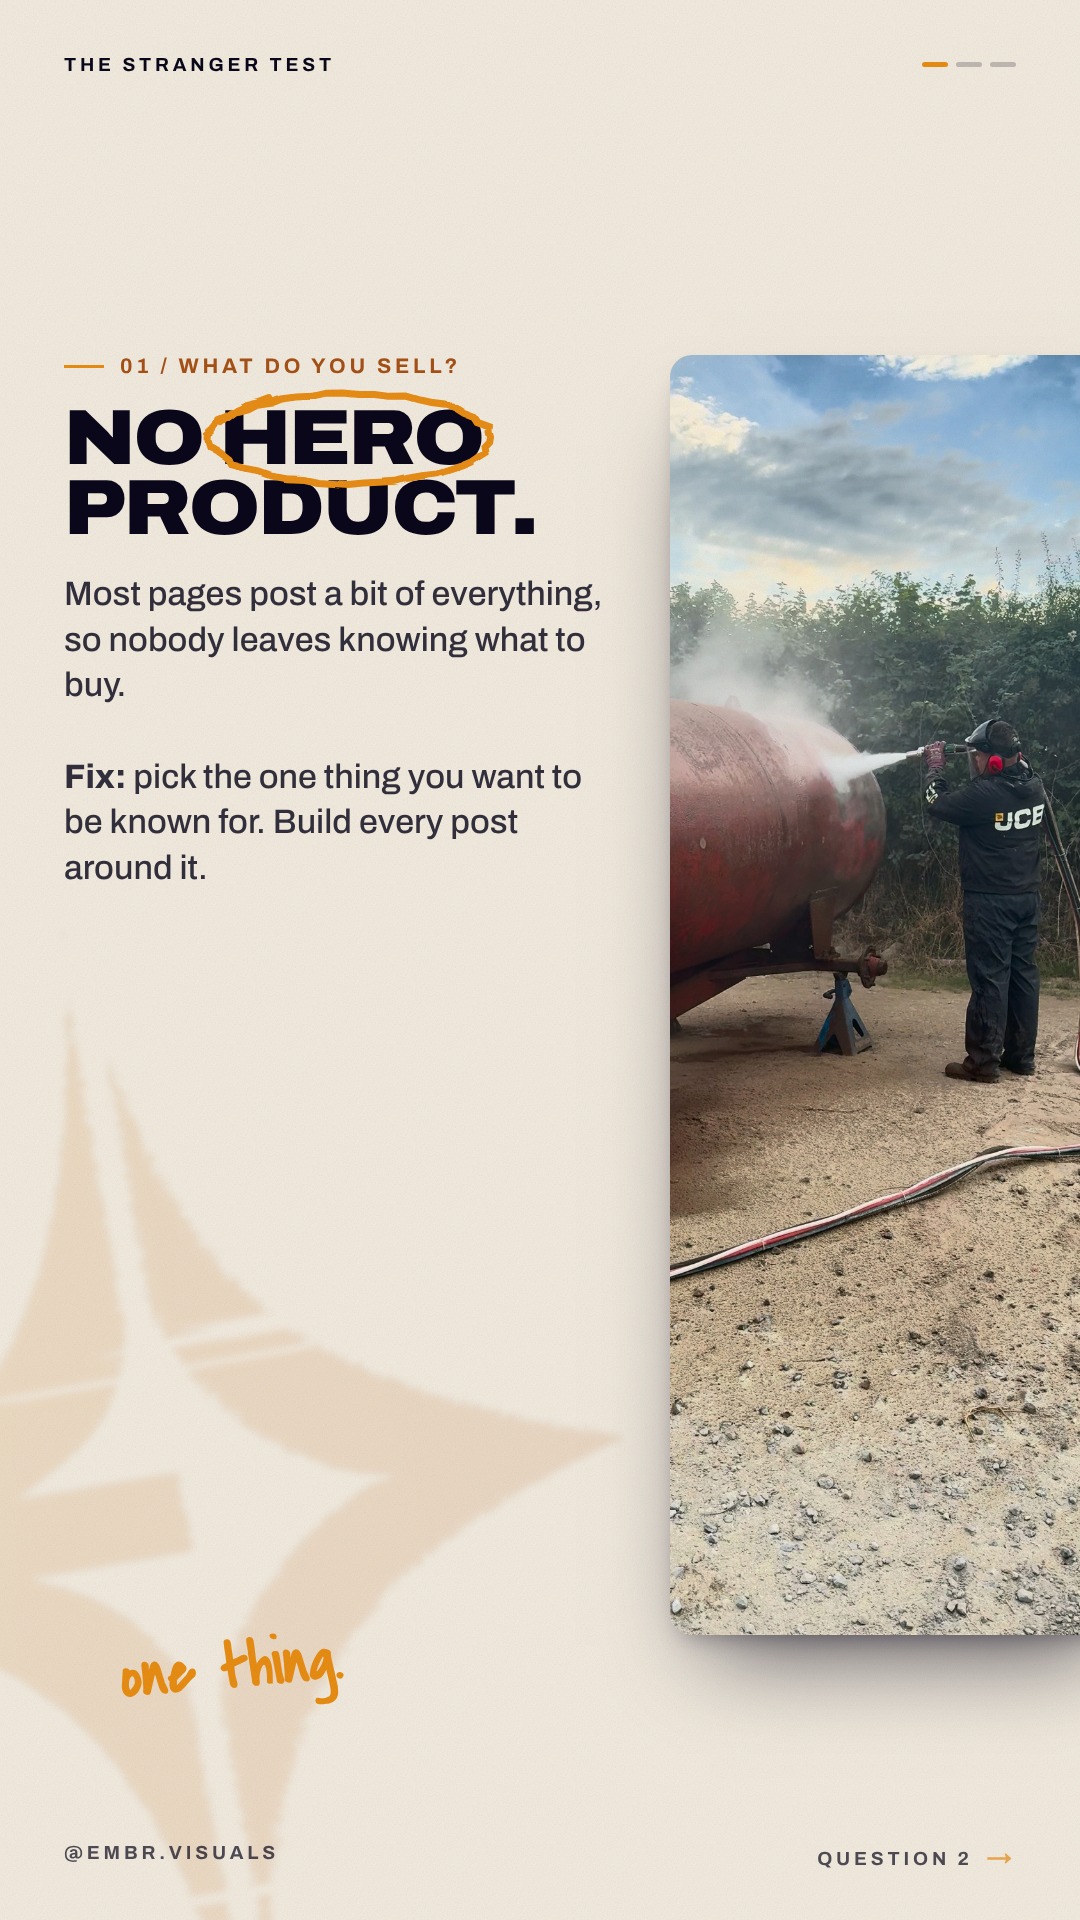 THE STRANGER TEST
01 / WHAT DO YOU SELL?
NO HERO
PRODUCT.
Most pages post a bit of everything,
so nobody leaves knowing what to
buy.
Fix: pick the one thing you want to
be known for. Build every post
around it.
JCB
one thing.
@EMBR.VISUALS
QUESTION 2 →